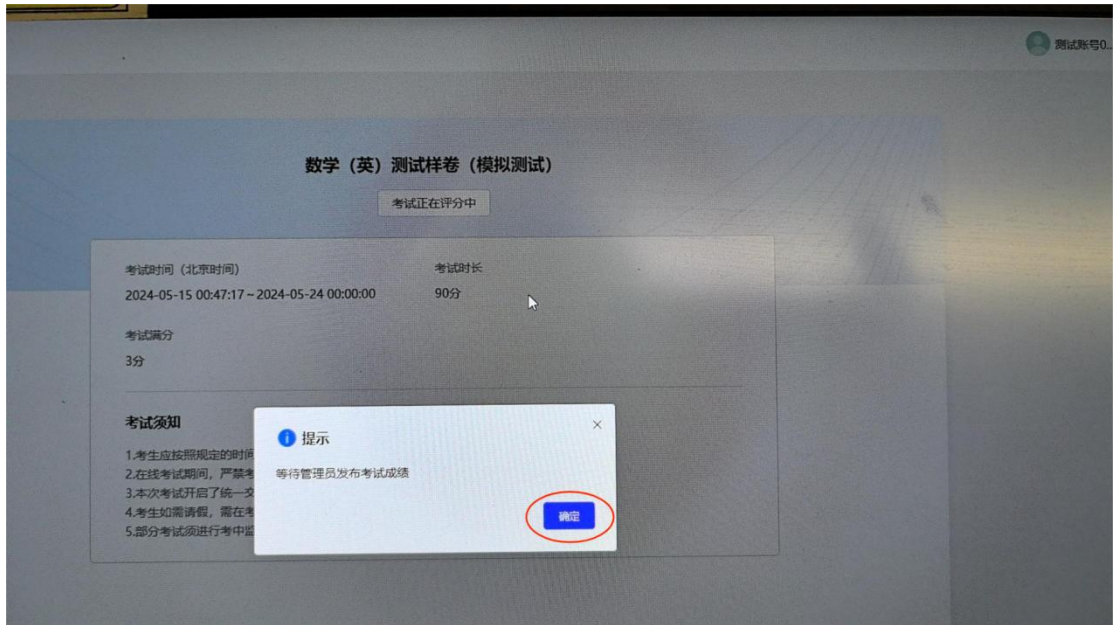 测试账号0...
数学（英）测试样卷（模拟测试）
考试正在评分中
考试时间（北京时间）
考试时长
2024-05-15 00:47:17 ~ 2024-05-24 00:00:00
90分
考试满分
3分
考试须知
1.考生应按照规定的时间
2.在线考试期间，严禁考
3.本次考试开启了统一交
4.考生如需请假，需在考
5.部分考试须进行考中监
提示
等待管理员发布考试成绩
确定